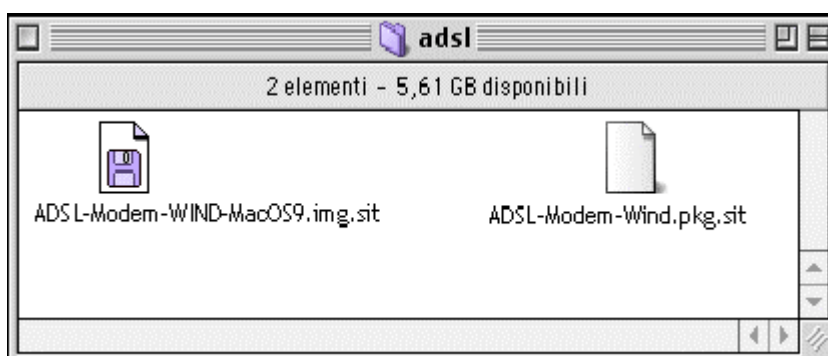 adsl
2 elementi - 5,61 GB disponibili
ADSL-Modem-WIND-MacOS9.img.sit
ADSL-Modem-Wind.pkg.sit